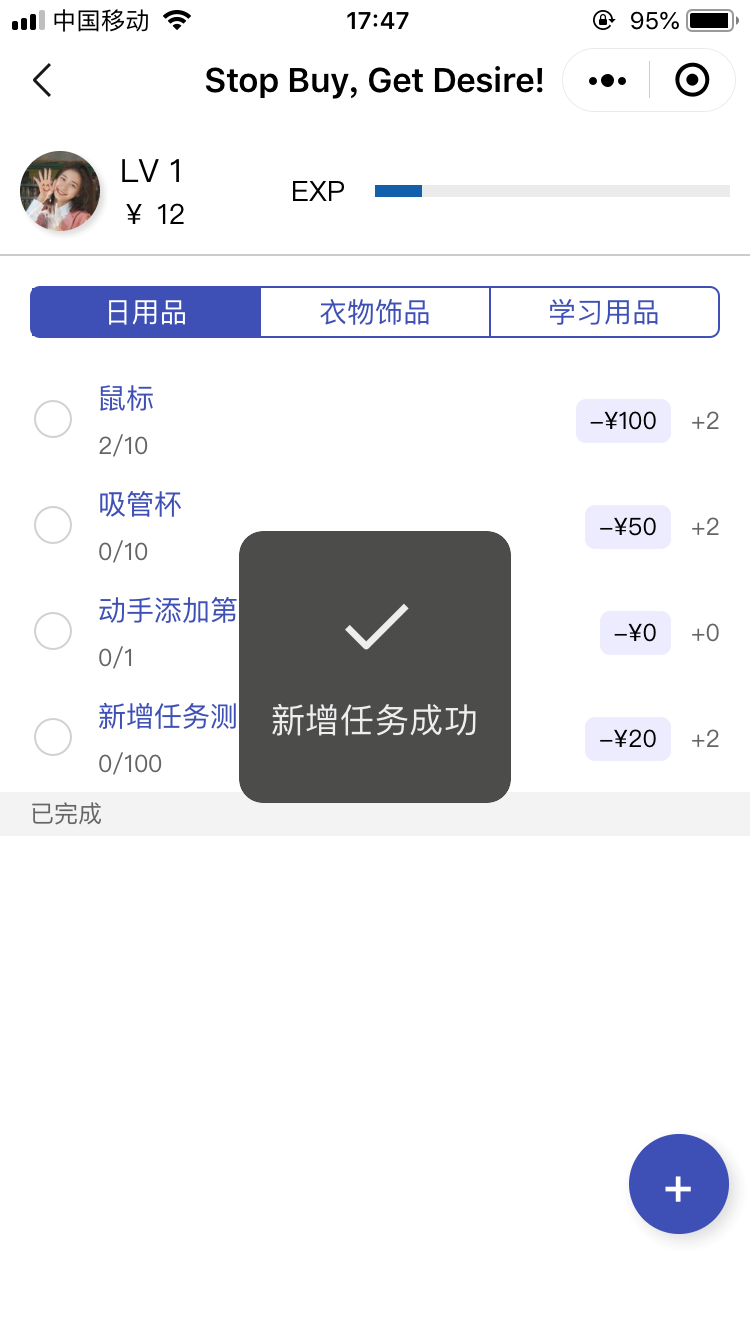 中国移动 17:47 95%
Stop Buy, Get Desire!
LV 1
¥ 12
EXP
日用品 衣物饰品 学习用品
鼠标
2/10
−¥100 +2
吸管杯
0/10
−¥50 +2
动手添加第
0/1
−¥0 +0
新增任务测
0/100
−¥20 +2
新增任务成功
已完成
+